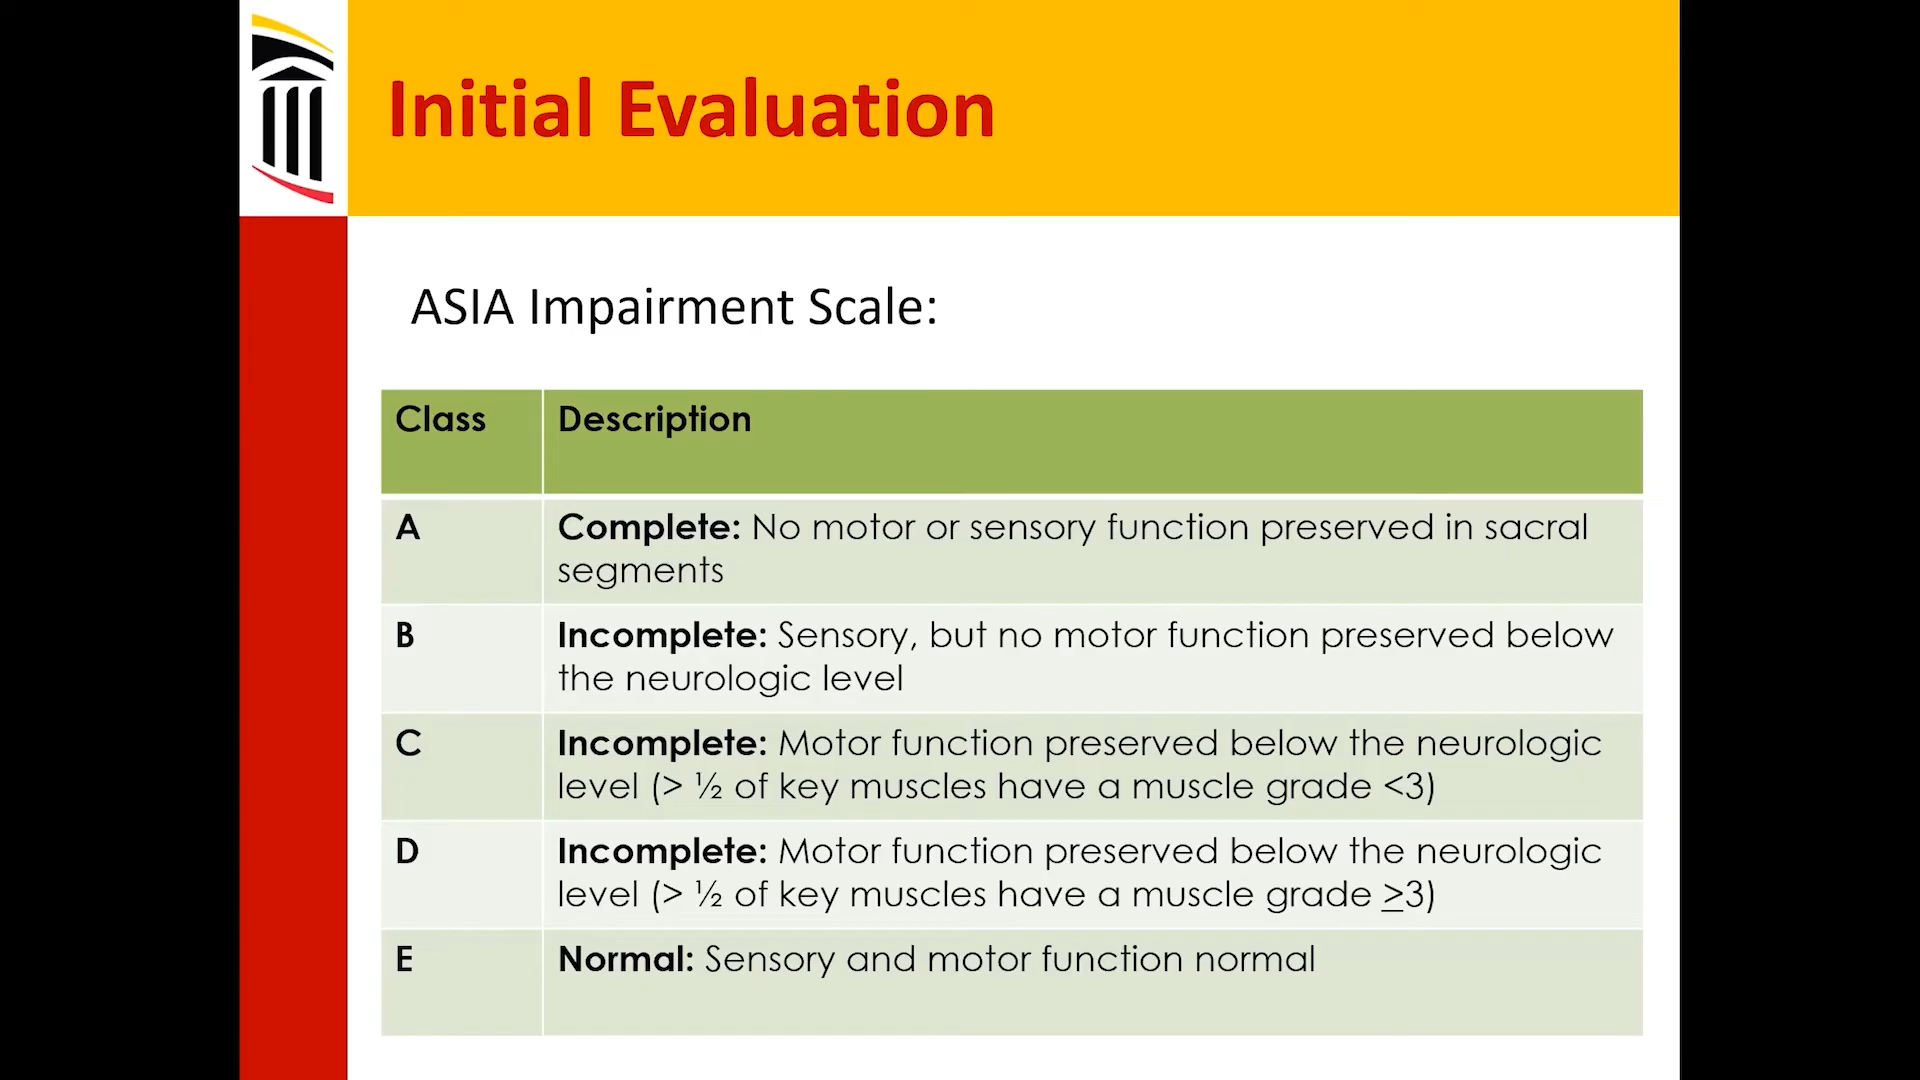 Initial Evaluation
ASIA Impairment Scale:
Class Description
A Complete: No motor or sensory function preserved in sacral
segments
B Incomplete: Sensory, but no motor function preserved below
the neurologic level
C Incomplete: Motor function preserved below the neurologic
level (> ½ of key muscles have a muscle grade <3)
D Incomplete: Motor function preserved below the neurologic
level (> ½ of key muscles have a muscle grade ≥3)
E Normal: Sensory and motor function normal